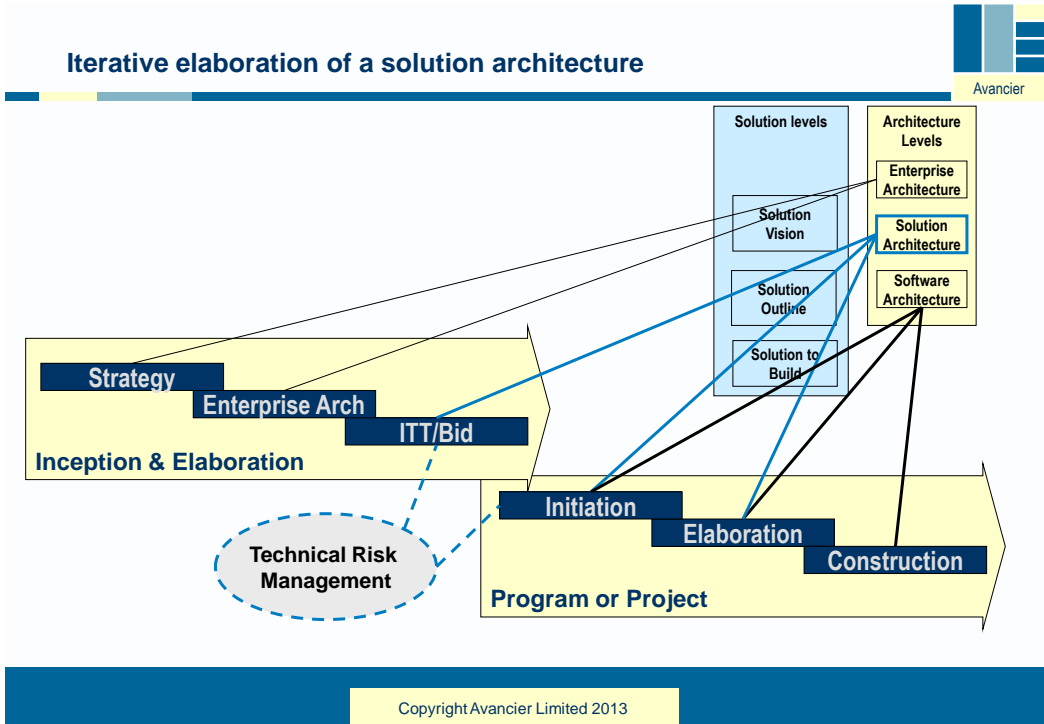 Iterative elaboration of a solution architecture
Avancier
Solution levels
Solution
Vision
Solution
Outline
Solution to
Build
Architecture
Levels
Enterprise
Architecture
Solution
Architecture
Software
Architecture
Strategy
Enterprise Arch
ITT/Bid
Inception & Elaboration
Technical Risk
Management
Initiation
Elaboration
Construction
Program or Project
Copyright Avancier Limited 2013